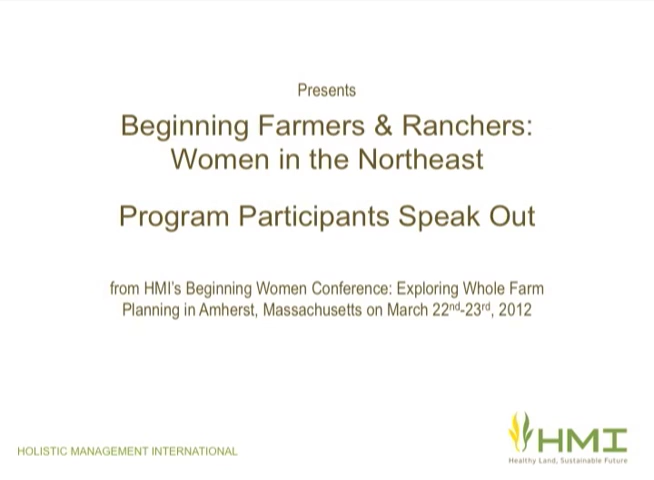 Presents
Beginning Farmers & Ranchers:
Women in the Northeast
Program Participants Speak Out
from HMI's Beginning Women Conference: Exploring Whole Farm
Planning in Amherst, Massachusetts on March 22nd-23rd, 2012
HOLISTIC MANAGEMENT INTERNATIONAL
HMI
Healthy Land, Sustainable Future